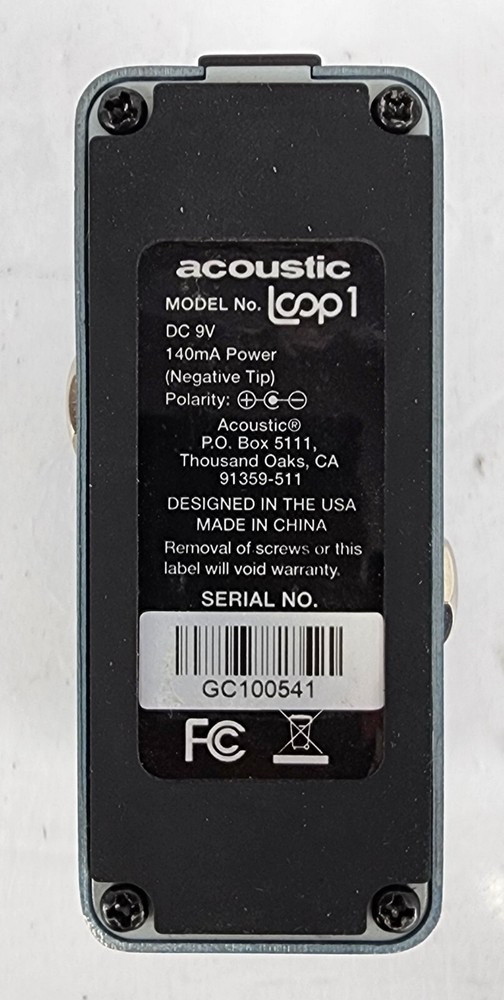 acoustic
MODEL No. Loop1
DC 9V
140mA Power
(Negative Tip)
Polarity:
Acoustic®
P.O. Box 5111,
Thousand Oaks, CA
91359-511
DESIGNED IN THE USA
MADE IN CHINA
Removal of screws or this
label will void warranty.
SERIAL NO.
GC100541
FC